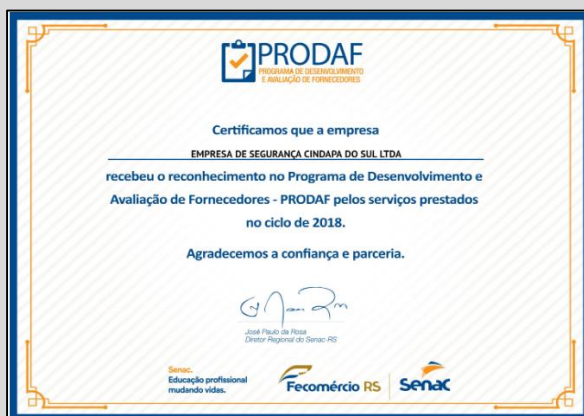 PRODAF
PROGRAMA DE DESENVOLVIMENTO
E AVALIAÇÃO DE FORNECEDORES
Certificamos que a empresa
EMPRESA DE SEGURANÇA CINDAPA DO SUL LTDA
recebeu o reconhecimento no Programa de Desenvolvimento e
Avaliação de Fornecedores - PRODAF pelos serviços prestados
no ciclo de 2018.
Agradecemos a confiança e parceria.
José Paulo da Rosa
Diretor Regional do Senac-RS
Senac.
Educação profissional
mudando vidas.
Fecomércio RS
Senac